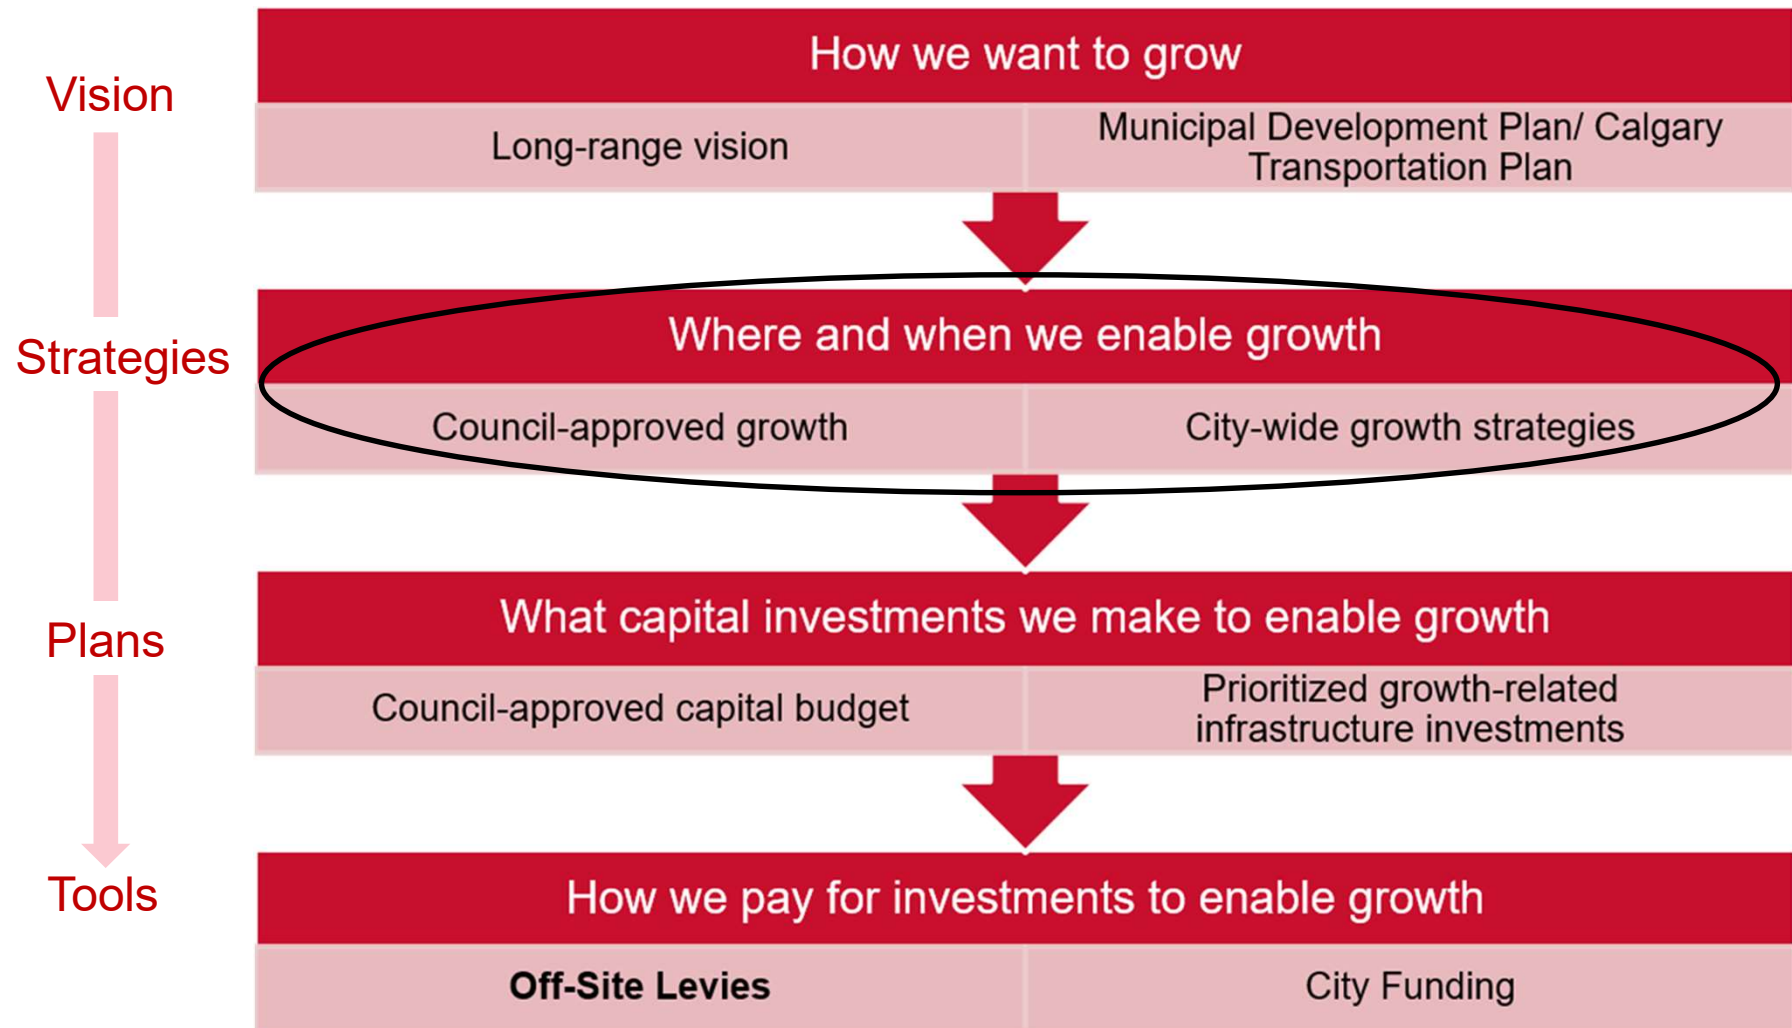 Vision
How we want to grow
Long-range vision
Municipal Development Plan/ Calgary
Transportation Plan
Strategies
Where and when we enable growth
Council-approved growth
City-wide growth strategies
Plans
What capital investments we make to enable growth
Council-approved capital budget
Prioritized growth-related
infrastructure investments
Tools
How we pay for investments to enable growth
Off-Site Levies
City Funding